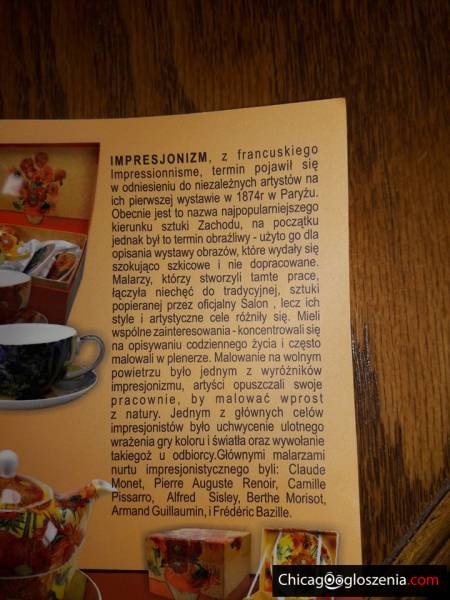 IMPRESJONIZM, z francuskiego
Impressionnisme, termin pojawił się
w odniesieniu do niezależnych artystów na
ich pierwszej wystawie w 1874r w Paryżu.
Obecnie jest to nazwa najpopularniejszego
kierunku sztuki Zachodu, na początku
jednak był to termin obraźliwy - użyto go dla
opisania wystawy obrazów, które wydały się
szokująco szkicowe i nie dopracowane.
Malarzy, którzy stworzyli tamte prace,
łączyła niechęć do tradycyjnej, sztuki
popieranej przez oficjalny Salon , lecz ich
style i artystyczne cele różniły się. Mieli
wspólne zainteresowania - koncentrowali się
na opisywaniu codziennego życia i często
malowali w plenerze. Malowanie na wolnym
powietrzu było jednym z wyróżników
impresjonizmu, artyści opuszczali swoje
pracownie, by malować wprost
z natury. Jednym z głównych celów
impresjonistów było uchwycenie ulotnego
wrażenia gry koloru i światła oraz wywołanie
takiegoż u odbiorcy.Głównymi malarzami
nurtu impresjonistycznego byli: Claude
Monet, Pierre Auguste Renoir, Camille
Pissarro, Alfred Sisley, Berthe Morisot,
Armand Guillaumin, i Frédéric Bazille.
Chicag@ogloszenia.com